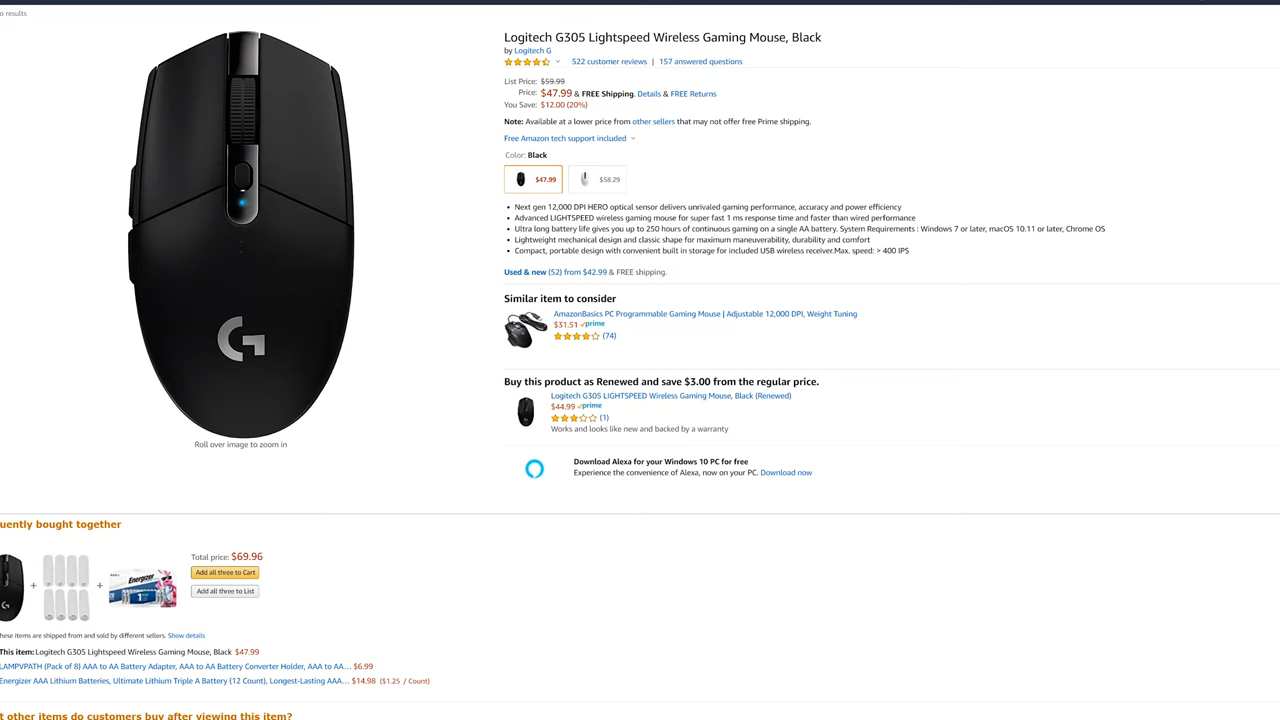 o results
Logitech G305 Lightspeed Wireless Gaming Mouse, Black
by Logitech G
522 customer reviews | 157 answered questions
List Price: $59.99
Price: $47.99 & FREE Shipping. Details & FREE Returns
You Save: $12.00 (20%)
Note: Available at a lower price from other sellers that may not offer free Prime shipping.
Free Amazon tech support included
Color: Black
$47.99 $58.29
• Next gen 12,000 DPI HERO optical sensor delivers unrivaled gaming performance, accuracy and power efficiency
• Advanced LIGHTSPEED wireless gaming mouse for super fast 1 ms response time and faster than wired performance
• Ultra long battery life gives you up to 250 hours of continuous gaming on a single AA battery. System Requirements : Windows 7 or later, macOS 10.11 or later, Chrome OS
• Lightweight mechanical design and classic shape for maximum maneuverability, durability and comfort
• Compact, portable design with convenient built in storage for included USB wireless receiver.Max. speed: > 400 IPS
Used & new (52) from $42.99 & FREE shipping.
Similar item to consider
AmazonBasics PC Programmable Gaming Mouse | Adjustable 12,000 DPI, Weight Tuning
$31.51 prime
(74)
Buy this product as Renewed and save $3.00 from the regular price.
Logitech G305 LIGHTSPEED Wireless Gaming Mouse, Black (Renewed)
$44.99 prime
(1)
Works and looks like new and backed by a warranty
Roll over image to zoom in
Download Alexa for your Windows 10 PC for free
Experience the convenience of Alexa, now on your PC. Download now
uently bought together
Total price: $69.96
Add all three to Cart
Add all three to List
+ +
Energizer
hese items are shipped from and sold by different sellers. Show details
This item: Logitech G305 Lightspeed Wireless Gaming Mouse, Black $47.99
LAMPVPATH (Pack of 8) AAA to AA Battery Adapter, AAA to AA Battery Converter Holder, AAA to AA… $6.99
Energizer AAA Lithium Batteries, Ultimate Lithium Triple A Battery (12 Count), Longest-Lasting AAA… $14.98 ($1.25 / Count)
t other items do customers buy after viewing this item?